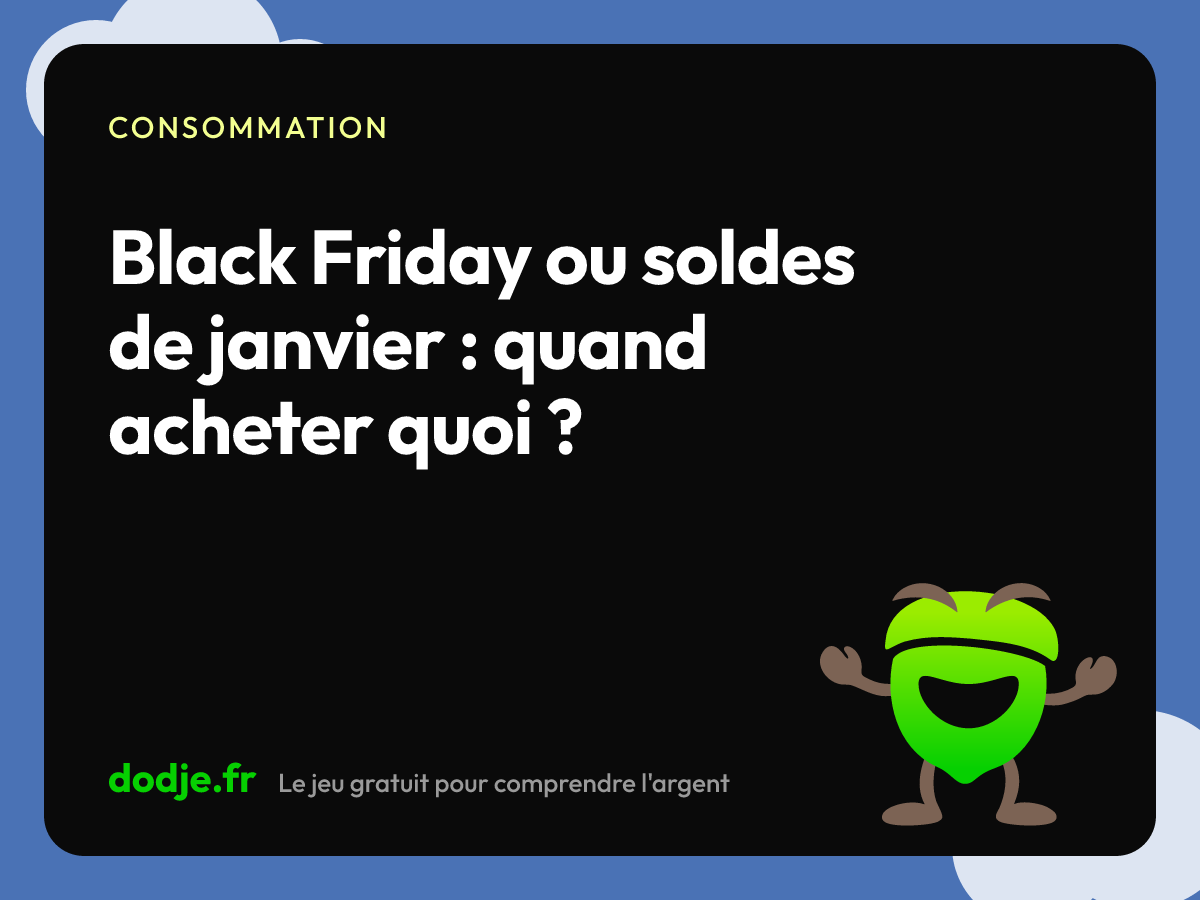 CONSOMMATION
Black Friday ou soldes
de janvier : quand
acheter quoi ?
dodje.fr Le jeu gratuit pour comprendre l'argent